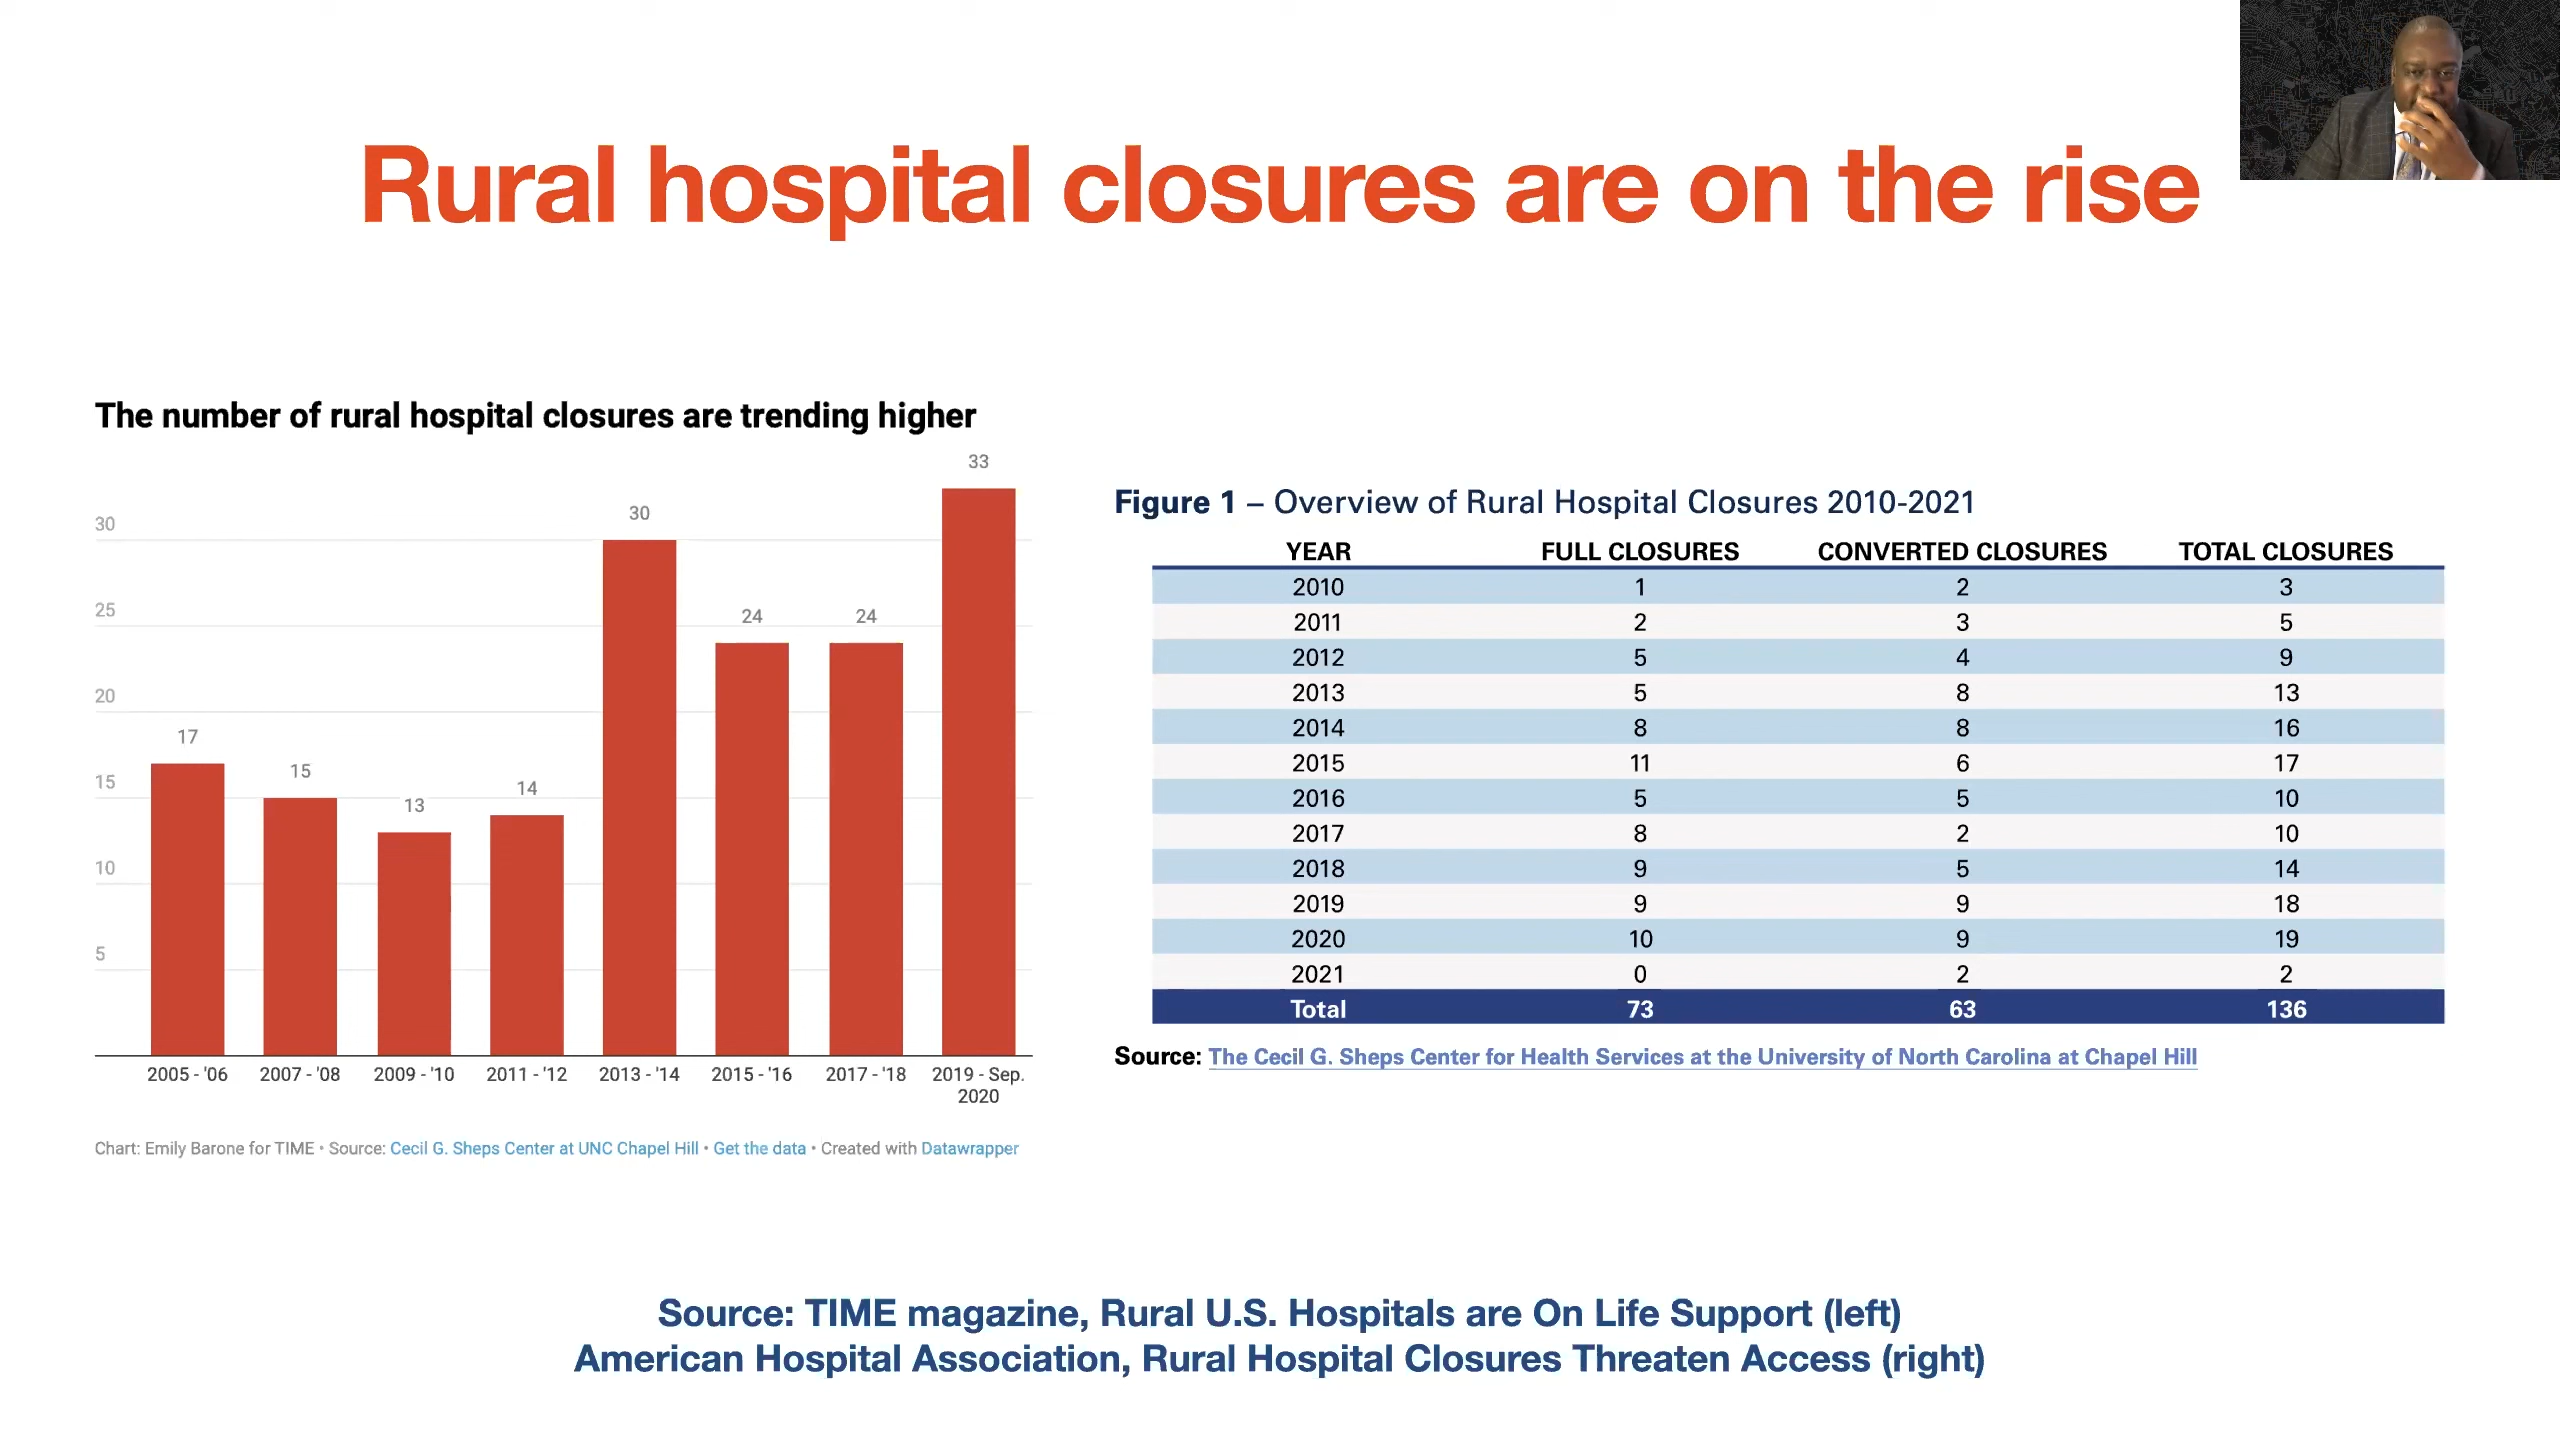 Rural hospital closures are on the rise
The number of rural hospital closures are trending higher
33
30
30
25
24
24
20
17
15
15
14
13
10
5
2005 - '06 2007 - '08 2009 - '10 2011 - '12 2013 - '14 2015 - '16 2017 - '18 2019 - Sep.
2020
Chart: Emily Barone for TIME • Source: Cecil G. Sheps Center at UNC Chapel Hill • Get the data • Created with Datawrapper
Figure 1 – Overview of Rural Hospital Closures 2010-2021
YEAR FULL CLOSURES CONVERTED CLOSURES TOTAL CLOSURES
2010 1 2 3
2011 2 3 5
2012 5 4 9
2013 5 8 13
2014 8 8 16
2015 11 6 17
2016 5 5 10
2017 8 2 10
2018 9 5 14
2019 9 9 18
2020 10 9 19
2021 0 2 2
Total 73 63 136
Source: The Cecil G. Sheps Center for Health Services at the University of North Carolina at Chapel Hill
Source: TIME magazine, Rural U.S. Hospitals are On Life Support (left)
American Hospital Association, Rural Hospital Closures Threaten Access (right)